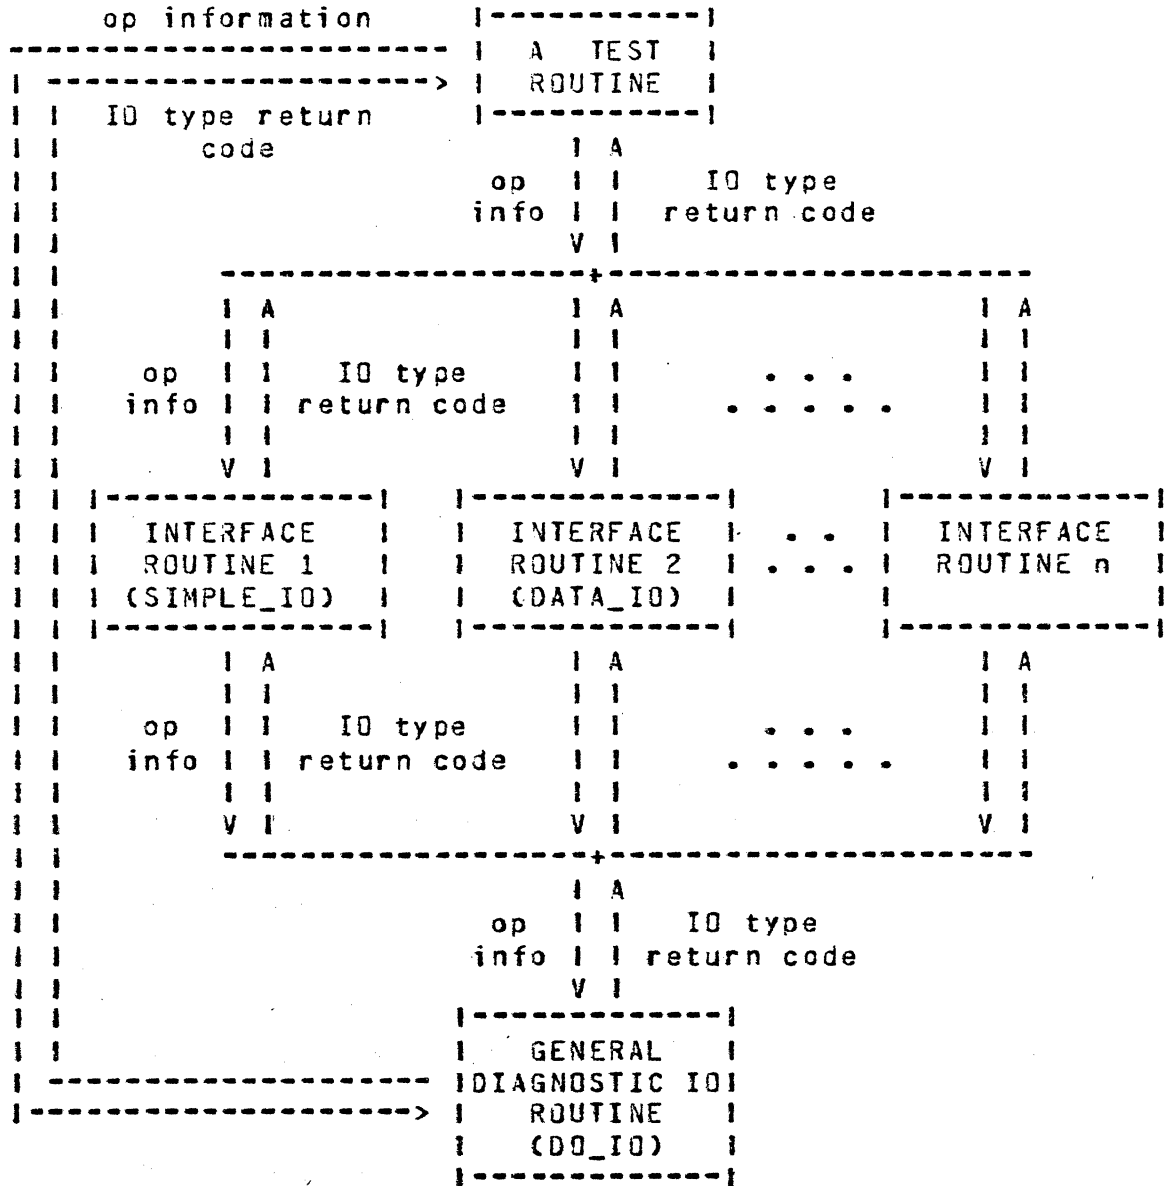 op information
A TEST
ROUTINE
IO type return
code
op IO type
info return code
op IO type
info return code
INTERFACE INTERFACE INTERFACE
ROUTINE 1 ROUTINE 2 ROUTINE n
(SIMPLE_IO) (DATA_IO)
op IO type
info return code
op IO type
info return code
GENERAL
DIAGNOSTIC IO
ROUTINE
(DO_IO)